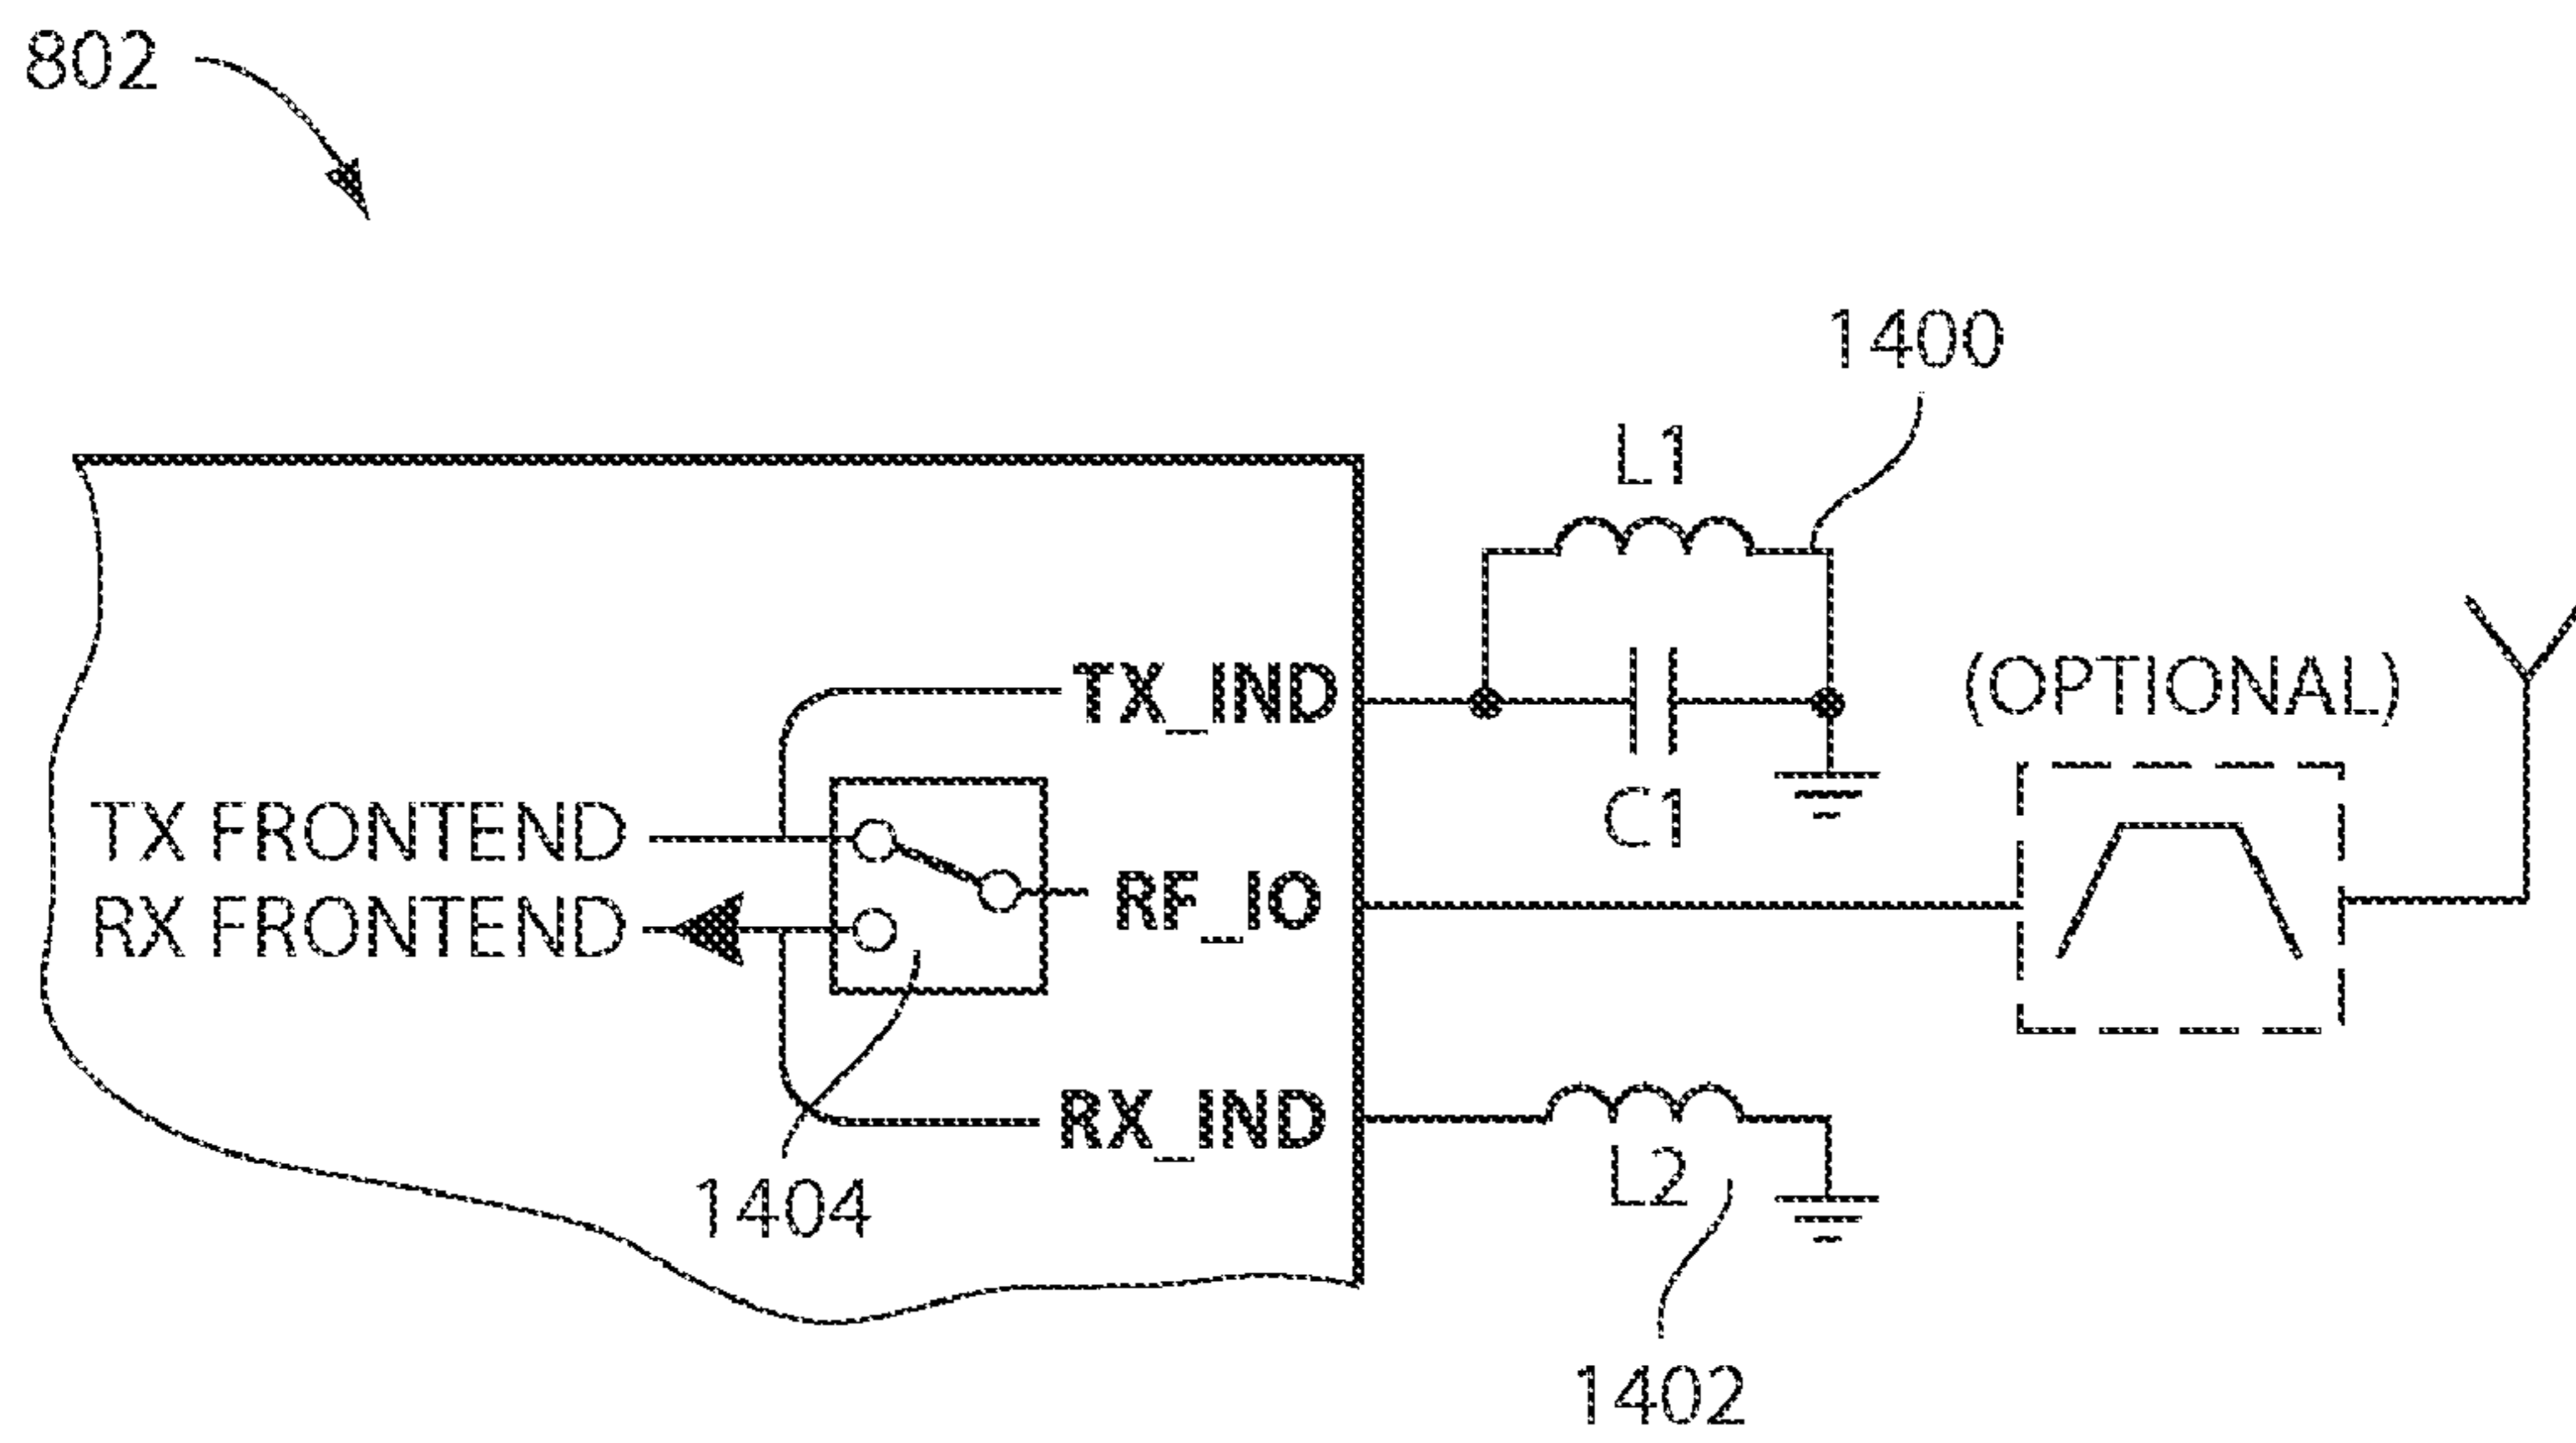 802
1400
L1
TX_IND
(OPTIONAL)
C1
TX FRONTEND
RX FRONTEND
RF_IO
RX_IND
L2
1404
1402